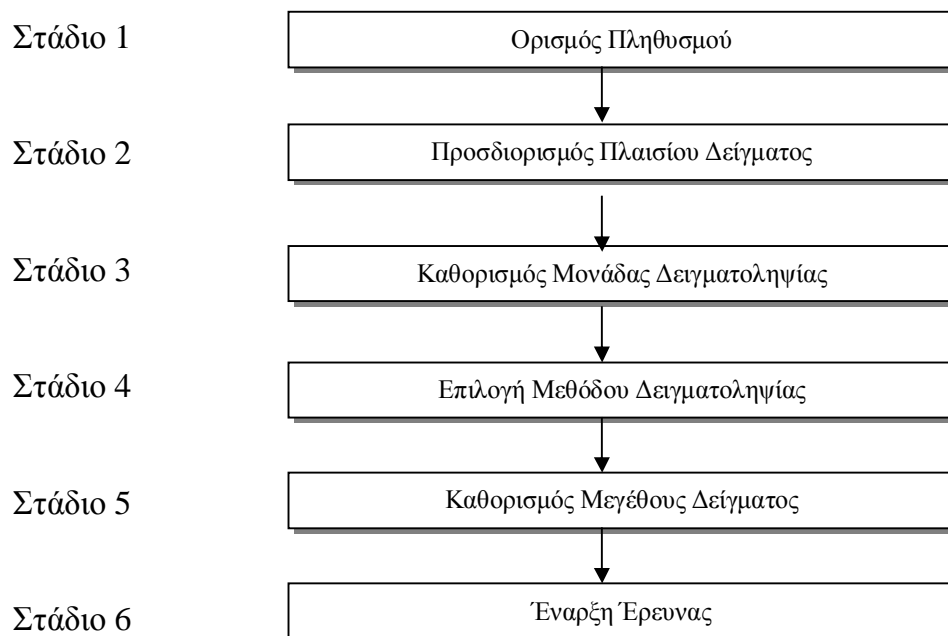 Στάδιο 1
Ορισμός Πληθυσμού
Στάδιο 2
Προσδιορισμός Πλαισίου Δείγματος
Στάδιο 3
Καθορισμός Μονάδας Δειγματοληψίας
Στάδιο 4
Επιλογή Μεθόδου Δειγματοληψίας
Στάδιο 5
Καθορισμός Μεγέθους Δείγματος
Στάδιο 6
Έναρξη Έρευνας